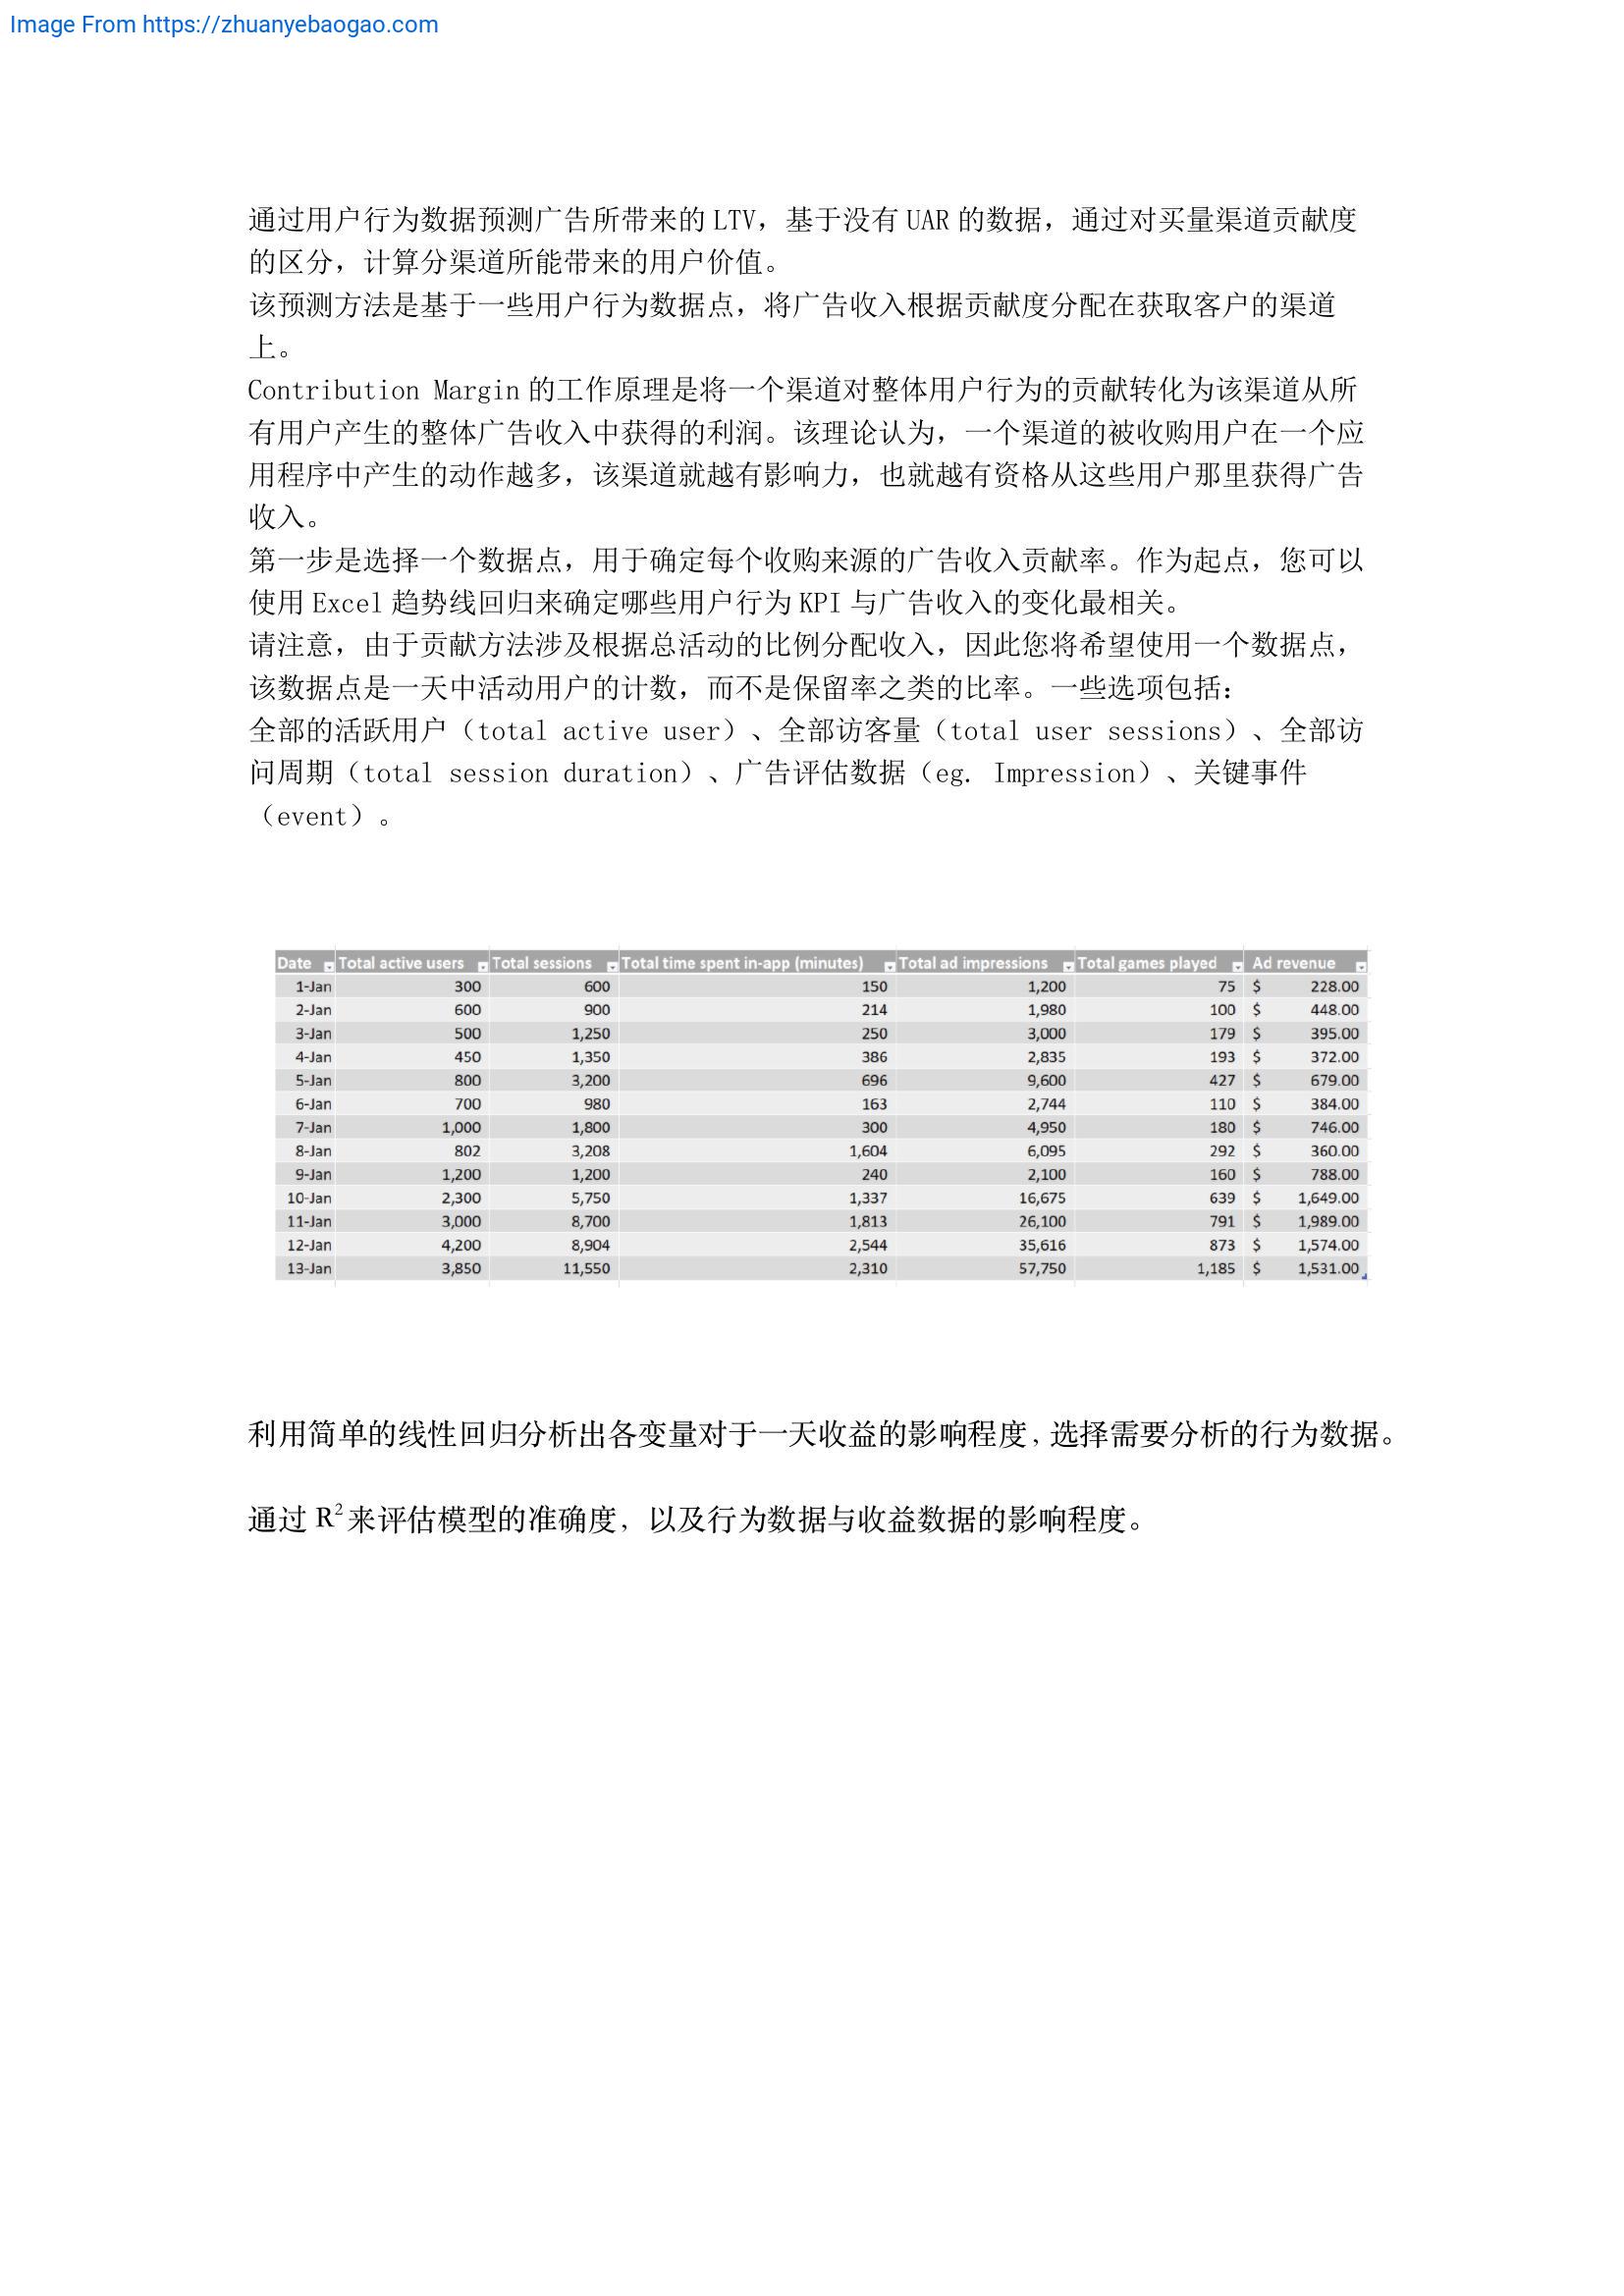 Image From https://zhuanyebaogao.com
通过用户行为数据预测广告所带来的 LTV，基于没有 UAR 的数据，通过对买量渠道贡献度
的区分，计算分渠道所能带来的用户价值。
该预测方法是基于一些用户行为数据点，将广告收入根据贡献度分配在获取客户的渠道
上。
Contribution Margin 的工作原理是将一个渠道对整体用户行为的贡献转化为该渠道从所
有用户产生的整体广告收入中获得的利润。该理论认为，一个渠道的被收购用户在一个应
用程序中产生的动作越多，该渠道就越有影响力，也就越有资格从这些用户那里获得广告
收入。
第一步是选择一个数据点，用于确定每个收购来源的广告收入贡献率。作为起点，您可以
使用 Excel 趋势线回归来确定哪些用户行为 KPI 与广告收入的变化最相关。
请注意，由于贡献方法涉及根据总活动的比例分配收入，因此您将希望使用一个数据点，
该数据点是一天中活动用户的计数，而不是保留率之类的比率。一些选项包括：
全部的活跃用户（total active user）、全部访客量（total user sessions）、全部访
问周期（total session duration）、广告评估数据（eg. Impression）、关键事件
（event）。
Date Total active users Total sessions Total time spent in-app (minutes) Total ad impressions Total games played Ad revenue
1-Jan 300 600 150 1,200 75 $ 228.00
2-Jan 600 900 214 1,980 100 $ 448.00
3-Jan 500 1,250 250 3,000 179 $ 395.00
4-Jan 450 1,350 386 2,835 193 $ 372.00
5-Jan 800 3,200 696 9,600 427 $ 679.00
6-Jan 700 980 163 2,744 110 $ 384.00
7-Jan 1,000 1,800 300 4,950 180 $ 746.00
8-Jan 802 3,208 1,604 6,095 292 $ 360.00
9-Jan 1,200 1,200 240 2,100 160 $ 788.00
10-Jan 2,300 5,750 1,337 16,675 639 $ 1,649.00
11-Jan 3,000 8,700 1,813 26,100 791 $ 1,989.00
12-Jan 4,200 8,904 2,544 35,616 873 $ 1,574.00
13-Jan 3,850 11,550 2,310 57,750 1,185 $ 1,531.00
利用简单的线性回归分析出各变量对于一天收益的影响程度，选择需要分析的行为数据。
通过 R² 来评估模型的准确度，以及行为数据与收益数据的影响程度。